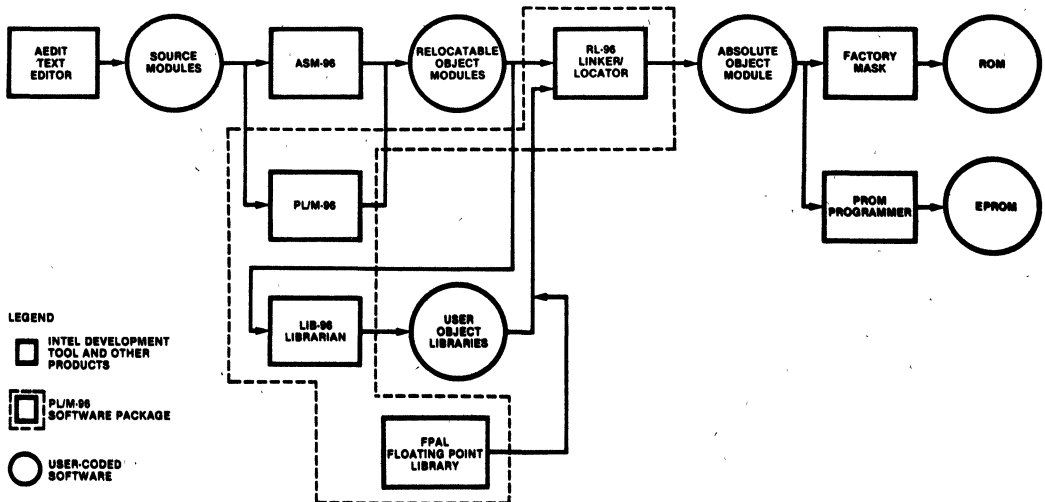 AEDIT
TEXT
EDITOR
SOURCE
MODULES
ASM-96
RELOCATABLE
OBJECT
MODULES
RL-96
LINKER/
LOCATOR
ABSOLUTE
OBJECT
MODULE
FACTORY
MASK
ROM
PL/M-96
PROM
PROGRAMMER
EPROM
LIB-96
LIBRARIAN
USER
OBJECT
LIBRARIES
FPAL
FLOATING POINT
LIBRARY
LEGEND
INTEL DEVELOPMENT
TOOL AND OTHER
PRODUCTS
PL/M-96
SOFTWARE PACKAGE
USER-CODED
SOFTWARE